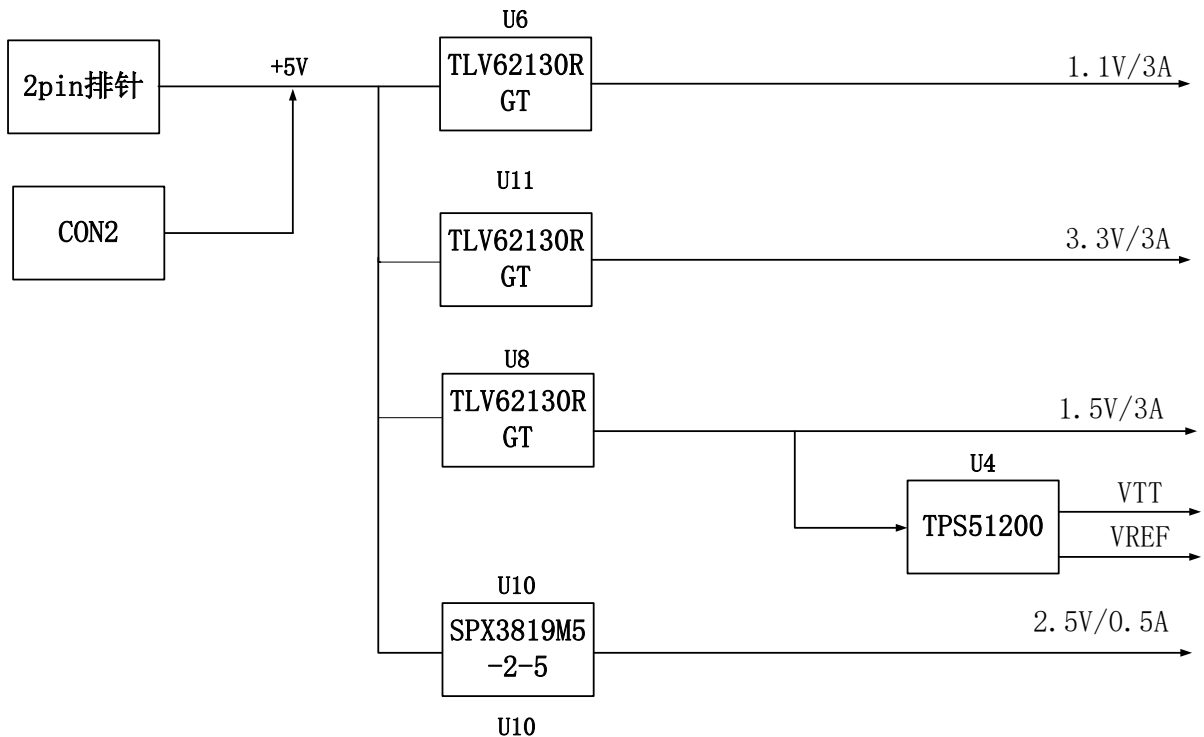 U6
2pin排针
+5V
TLV62130R
GT
1.1V/3A
U11
CON2
TLV62130R
GT
3.3V/3A
U8
TLV62130R
GT
1.5V/3A
U4
TPS51200
VTT
VREF
U10
SPX3819M5
-2-5
2.5V/0.5A
U10